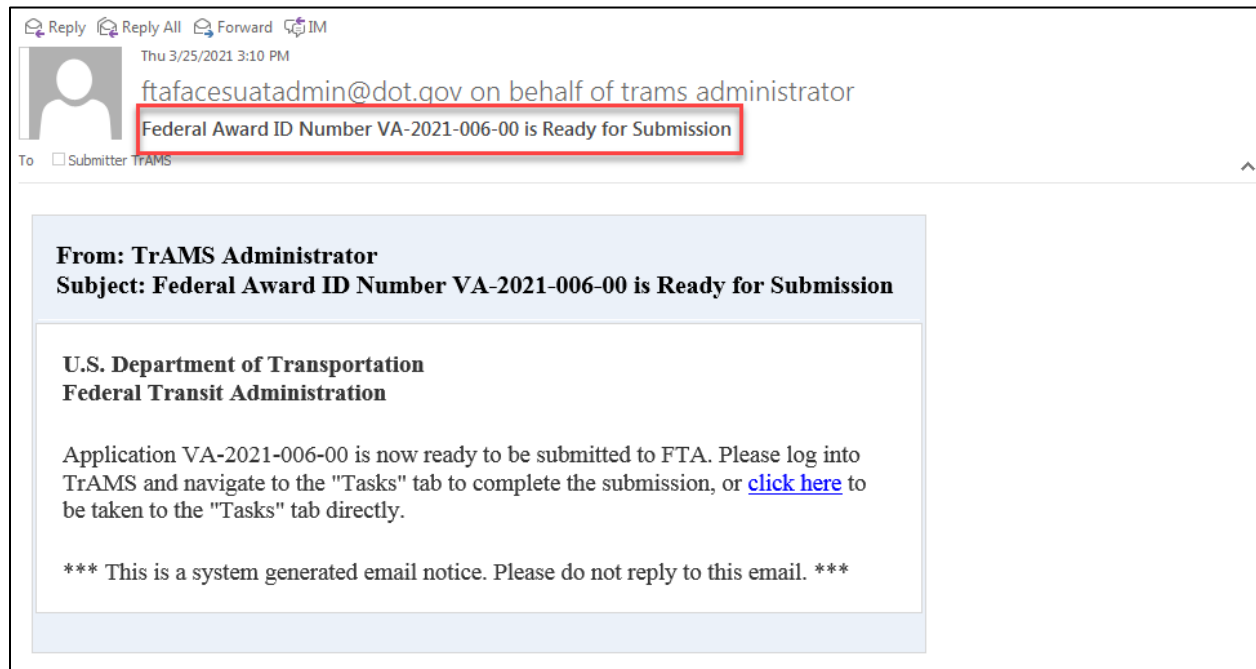 Reply Reply All Forward IM
Thu 3/25/2021 3:10 PM
ftafacesuatadmin@dot.gov on behalf of trams administrator
Federal Award ID Number VA-2021-006-00 is Ready for Submission
To Submitter TrAMS
From: TrAMS Administrator
Subject: Federal Award ID Number VA-2021-006-00 is Ready for Submission
U.S. Department of Transportation
Federal Transit Administration
Application VA-2021-006-00 is now ready to be submitted to FTA. Please log into
TrAMS and navigate to the "Tasks" tab to complete the submission, or click here to
be taken to the "Tasks" tab directly.
*** This is a system generated email notice. Please do not reply to this email. ***